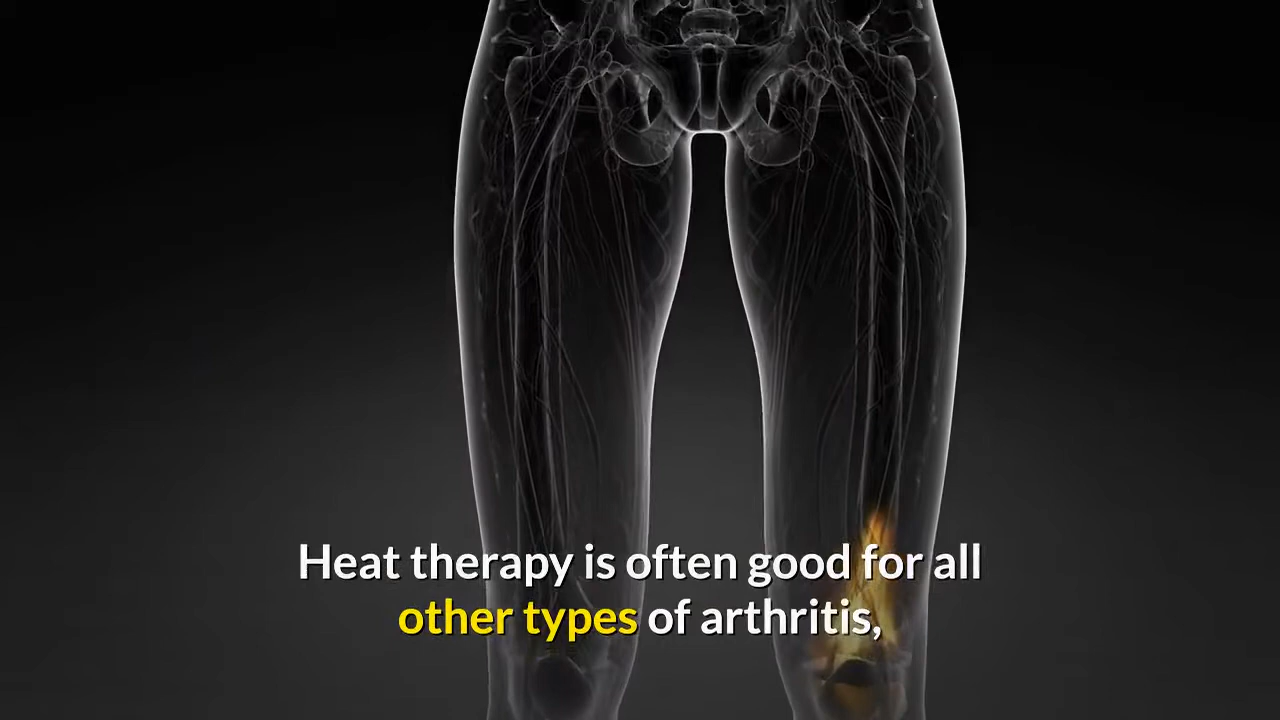 Heat therapy is often good for all
other types of arthritis,